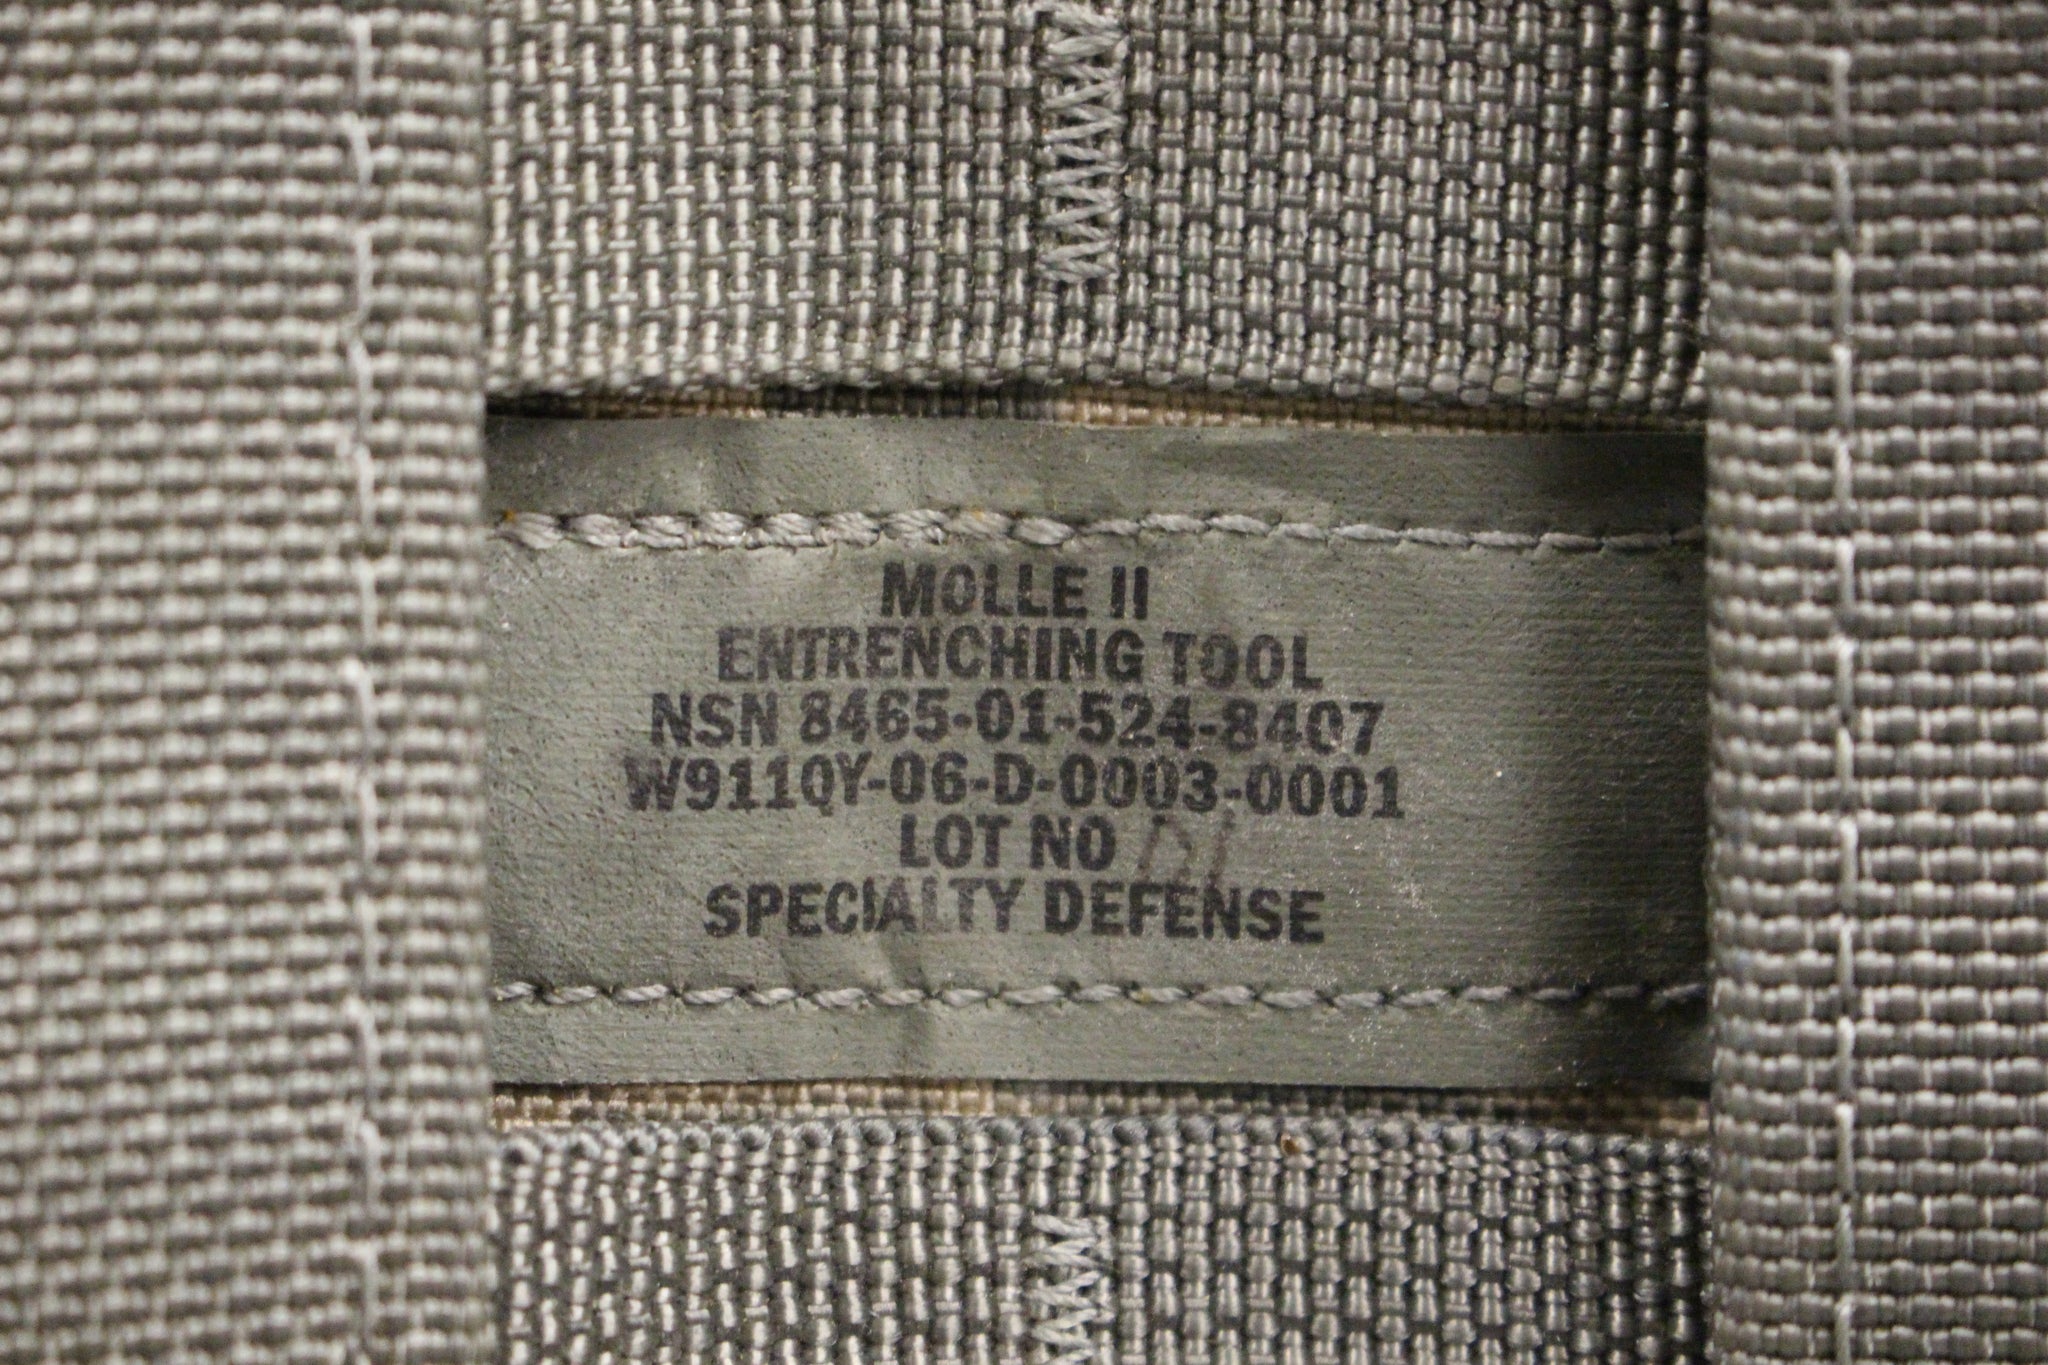 MOLLE II
ENTRENCHING TOOL
NSN 8465-01-524-8407
W911QY-06-D-0003-0001
LOT NO
SPECIALTY DEFENSE